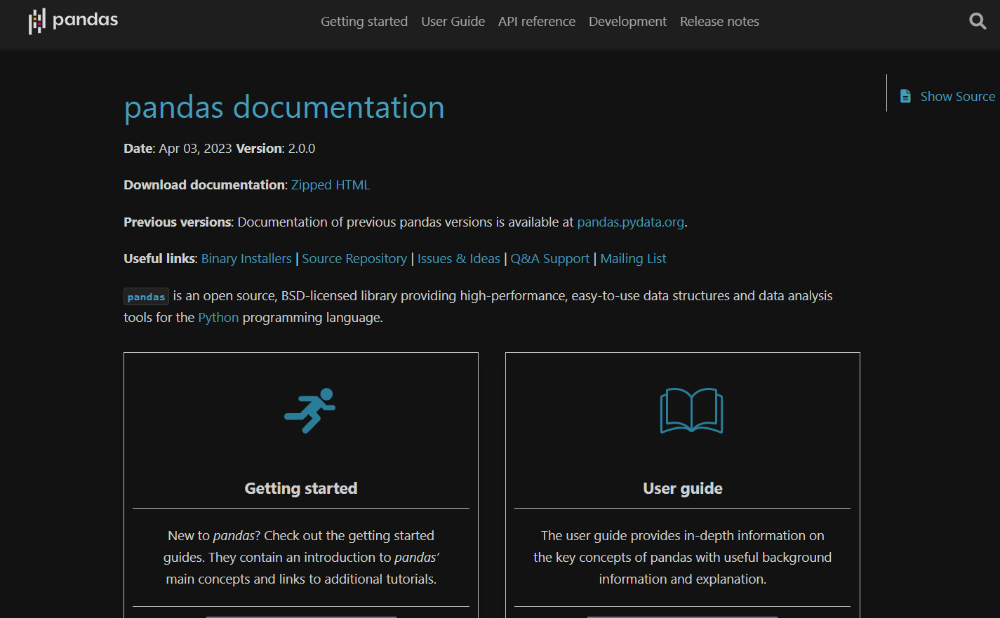 pandas
Getting started User Guide API reference Development Release notes
Show Source
pandas documentation
Date: Apr 03, 2023 Version: 2.0.0
Download documentation: Zipped HTML
Previous versions: Documentation of previous pandas versions is available at pandas.pydata.org.
Useful links: Binary Installers | Source Repository | Issues & Ideas | Q&A Support | Mailing List
pandas is an open source, BSD-licensed library providing high-performance, easy-to-use data structures and data analysis
tools for the Python programming language.
Getting started
New to pandas? Check out the getting started
guides. They contain an introduction to pandas’
main concepts and links to additional tutorials.
User guide
The user guide provides in-depth information on
the key concepts of pandas with useful background
information and explanation.